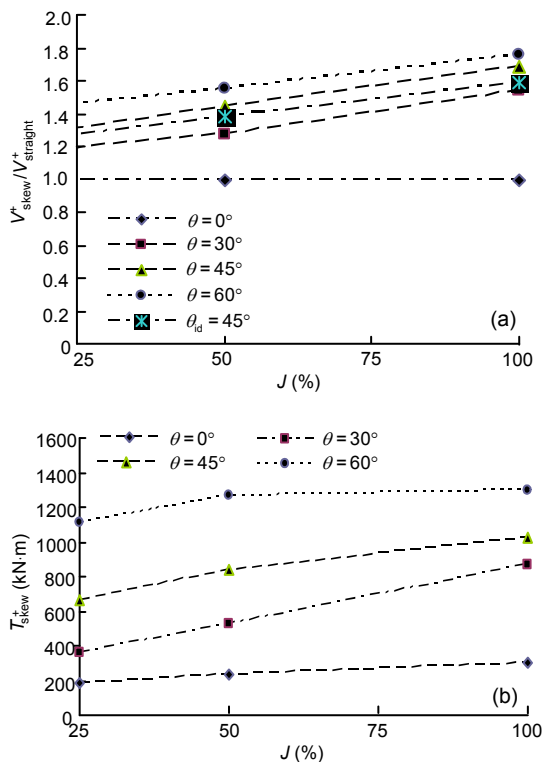 2.0
1.8
1.6
1.4
1.2
1.0
0.8
0.6
0.4
0.2
0
V⁺skew/V⁺straight
θ = 0°
θ = 30°
θ = 45°
θ = 60°
θid = 45°
(a)
25 50 75 100
J (%)
1600
1400
1200
1000
800
600
400
200
0
T⁺skew (kN·m)
θ = 0° θ = 30°
θ = 45° θ = 60°
(b)
25 50 75 100
J (%)